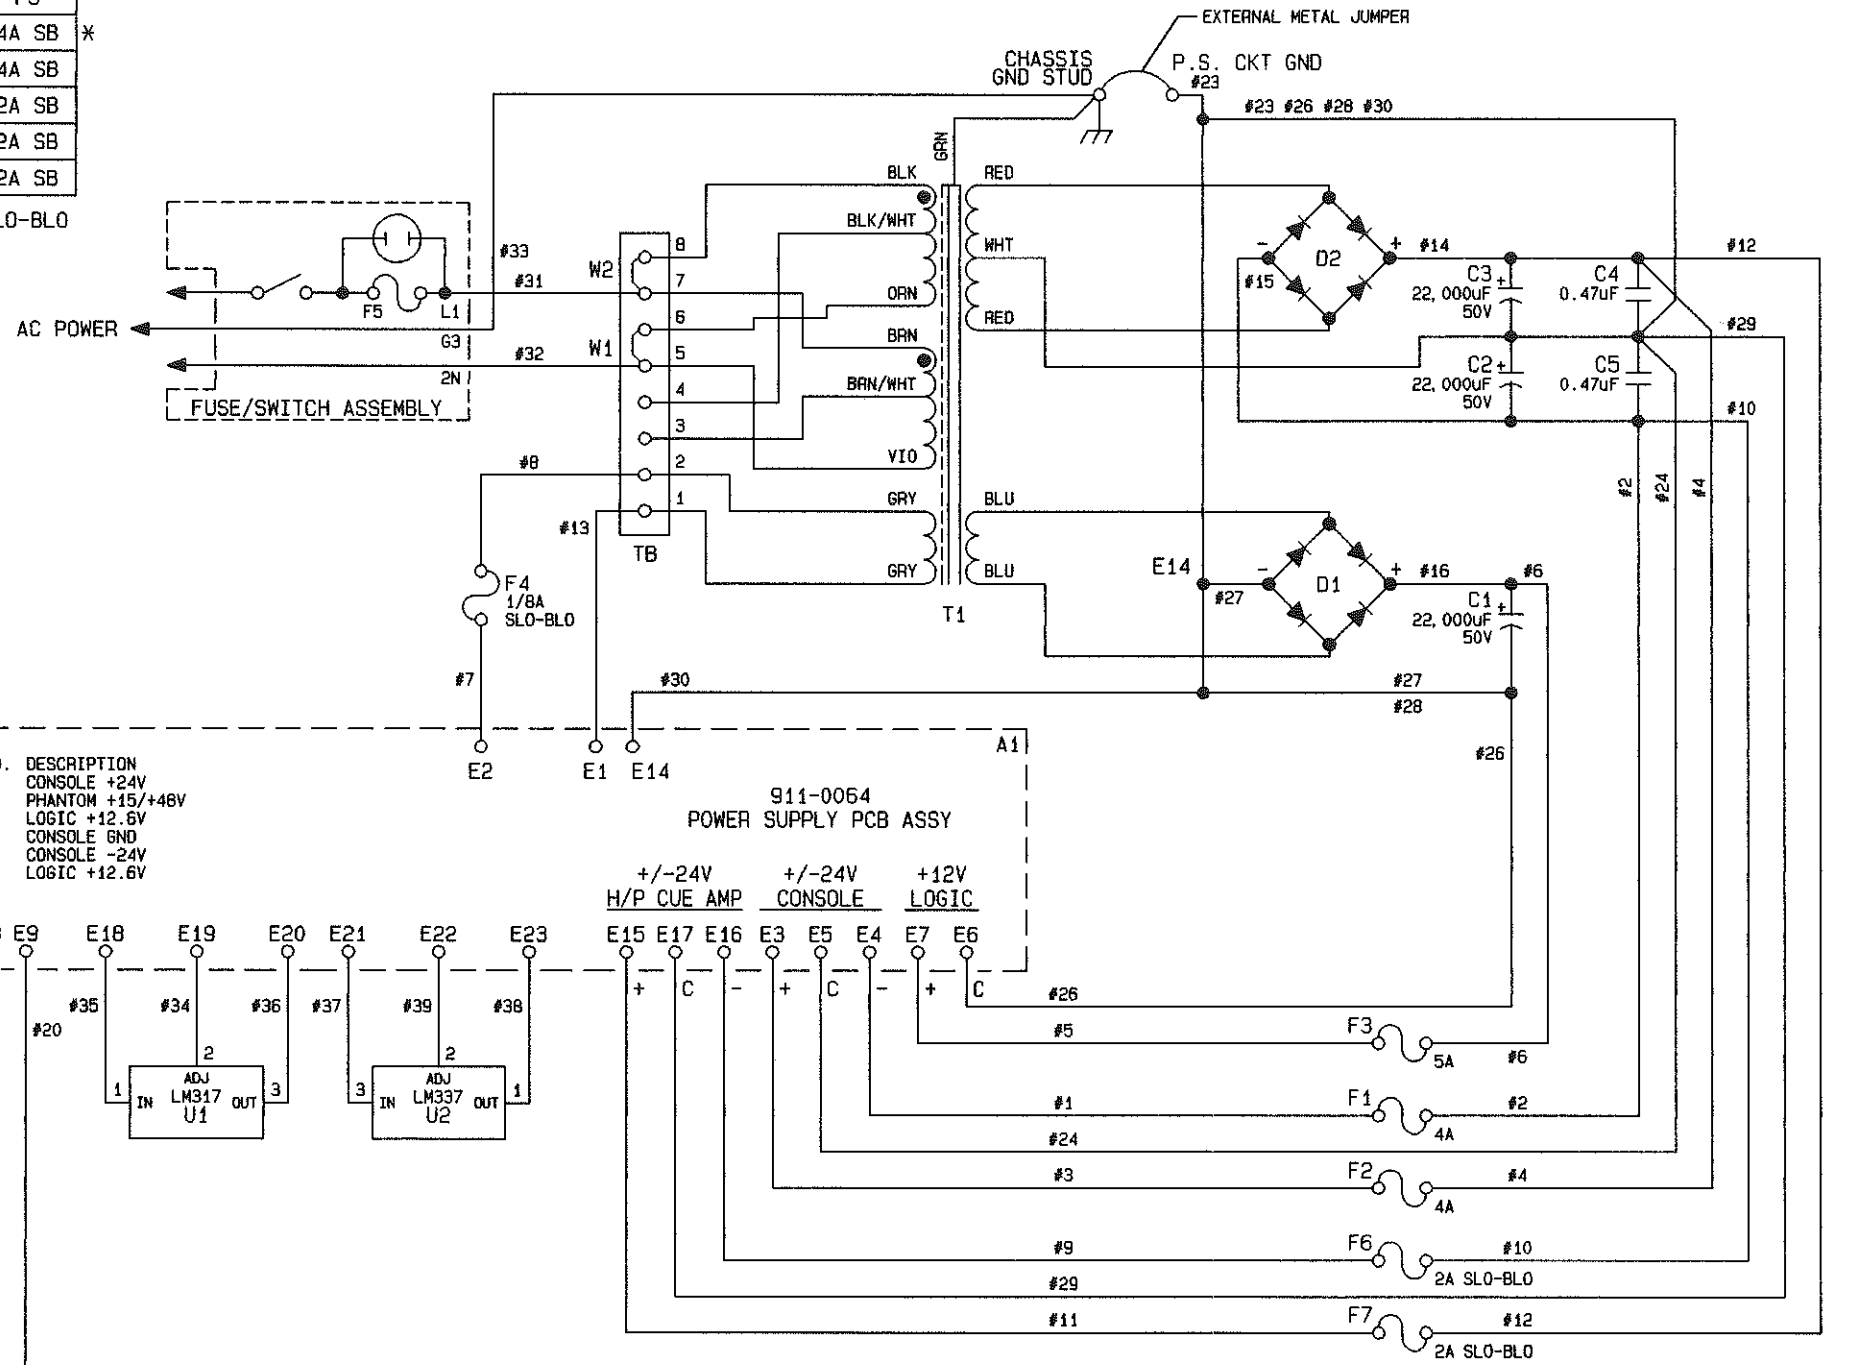 4A SB *
4A SB
2A SB
2A SB
2A SB
LO-BLO
EXTERNAL METAL JUMPER
CHASSIS
GND STUD
P.S. CKT GND
#23
#23 #26 #28 #30
GRN
BLK
RED
BLK/WHT
WHT
ORN
RED
BRN
BRN/WHT
VIO
GRY
BLU
GRY
BLU
T1
#33
#31
F5
L1
AC POWER
G3
#32
2N
FUSE/SWITCH ASSEMBLY
W2
W1
8
7
6
5
4
3
2
1
TB
#8
#13
F4
1/8A
SLO-BLO
#7
-
D2
+
#14
#15
C3
+
22,000uF
50V
C4
0.47uF
#12
#29
C2
+
22,000uF
50V
C5
0.47uF
#10
#2
#24
#4
E14
#27
-
D1
+
#16
#6
C1
+
22,000uF
50V
#30
#27
#28
#26
A1
E2
E1
E14
DESCRIPTION
CONSOLE +24V
PHANTOM +15/+48V
LOGIC +12.6V
CONSOLE GND
CONSOLE -24V
LOGIC +12.6V
911-0064
POWER SUPPLY PCB ASSY
+/-24V
H/P CUE AMP
+/-24V
CONSOLE
+12V
LOGIC
E9
E18
E19
E20
E21
E22
E23
E15
E17
E16
E3
E5
E4
E7
E6
+
C
-
+
C
-
+
C
#20
#35
#34
#36
#37
#39
#38
2
1
IN
ADJ
LM317
U1
OUT
3
2
3
IN
ADJ
LM337
U2
OUT
1
#26
#5
F3
5A
#6
#1
F1
4A
#2
#24
#3
F2
4A
#4
#9
F6
2A SLO-BLO
#10
#29
#11
F7
2A SLO-BLO
#12